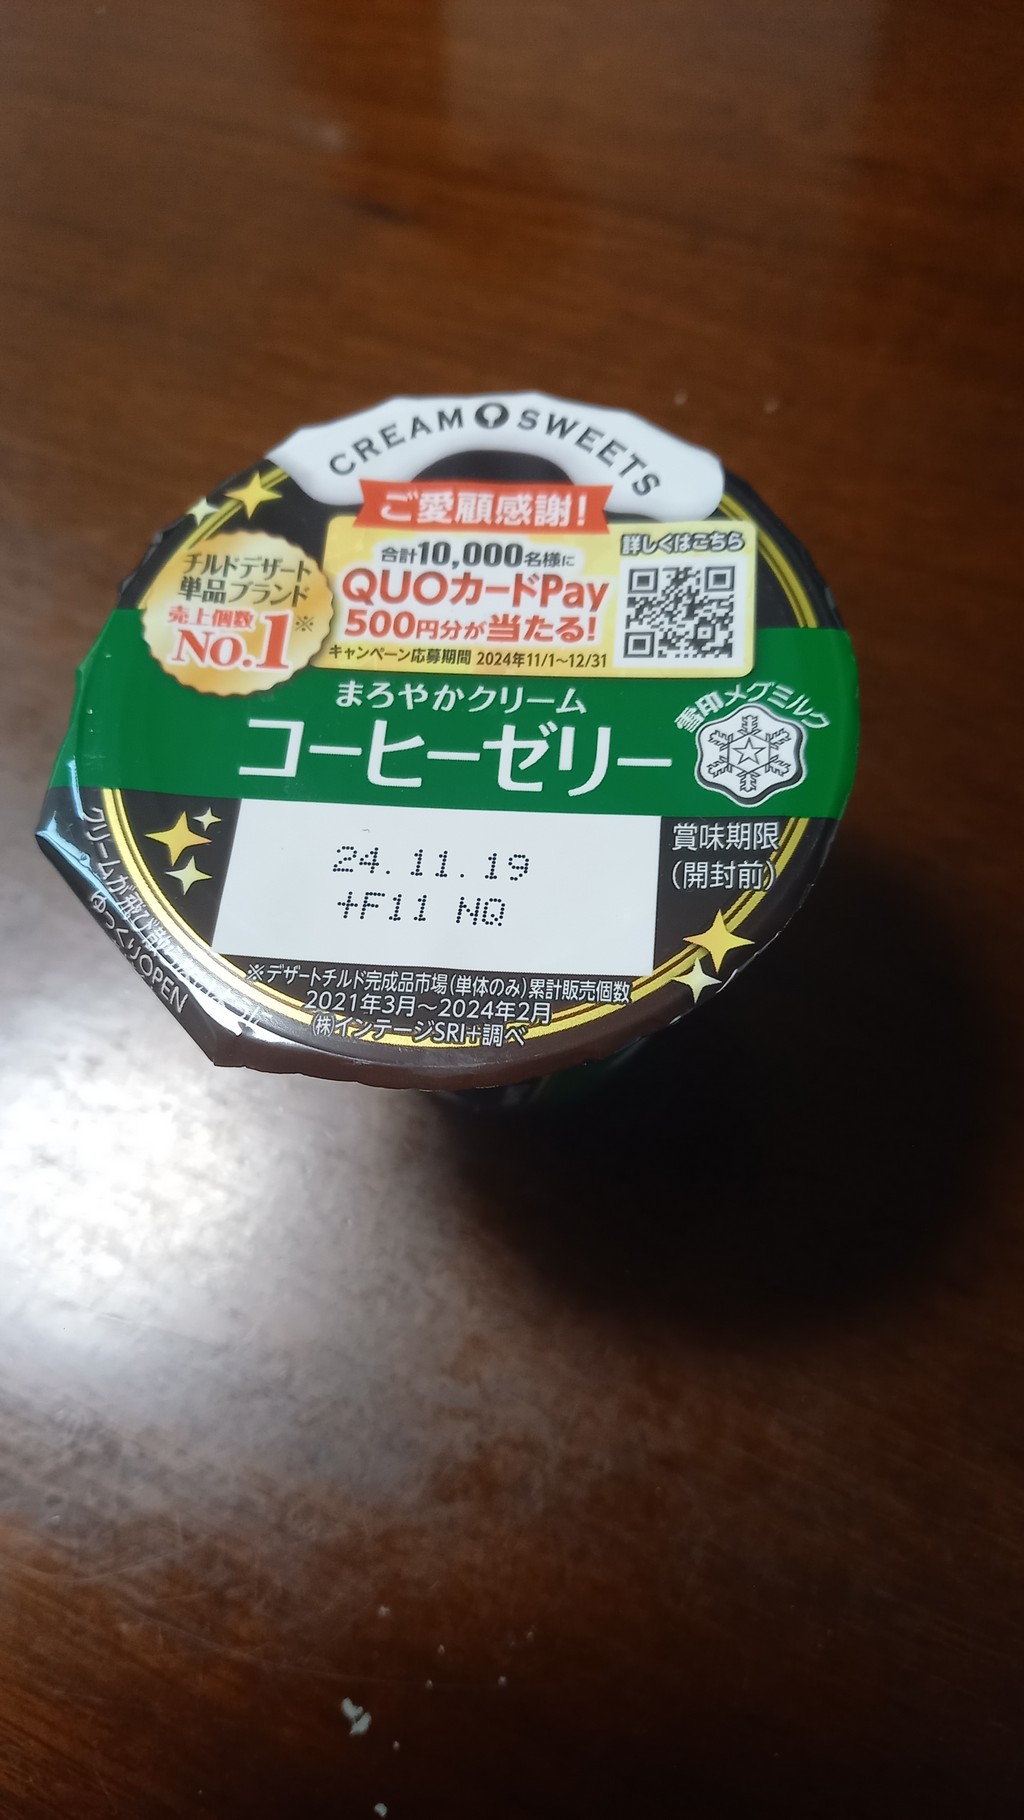 CREAM SWEETS
ご愛顧感謝!
合計10,000名様に
QUOカードPay
500円分が当たる!
キャンペーン応募期間 2024年11/1~12/31
詳しくはこちら
チルドデザート
単品ブランド
売上個数
No.1※
まろやかクリーム
コーヒーゼリー
雪印メグミルク
賞味期限
(開封前)
24.11.19
+F11 NQ
※デザートチルド完成品市場(単体のみ)累計販売個数
2021年3月~2024年2月
㈱インテージSRI+調べ
クリームが飛び散
ゆっくりOPEN